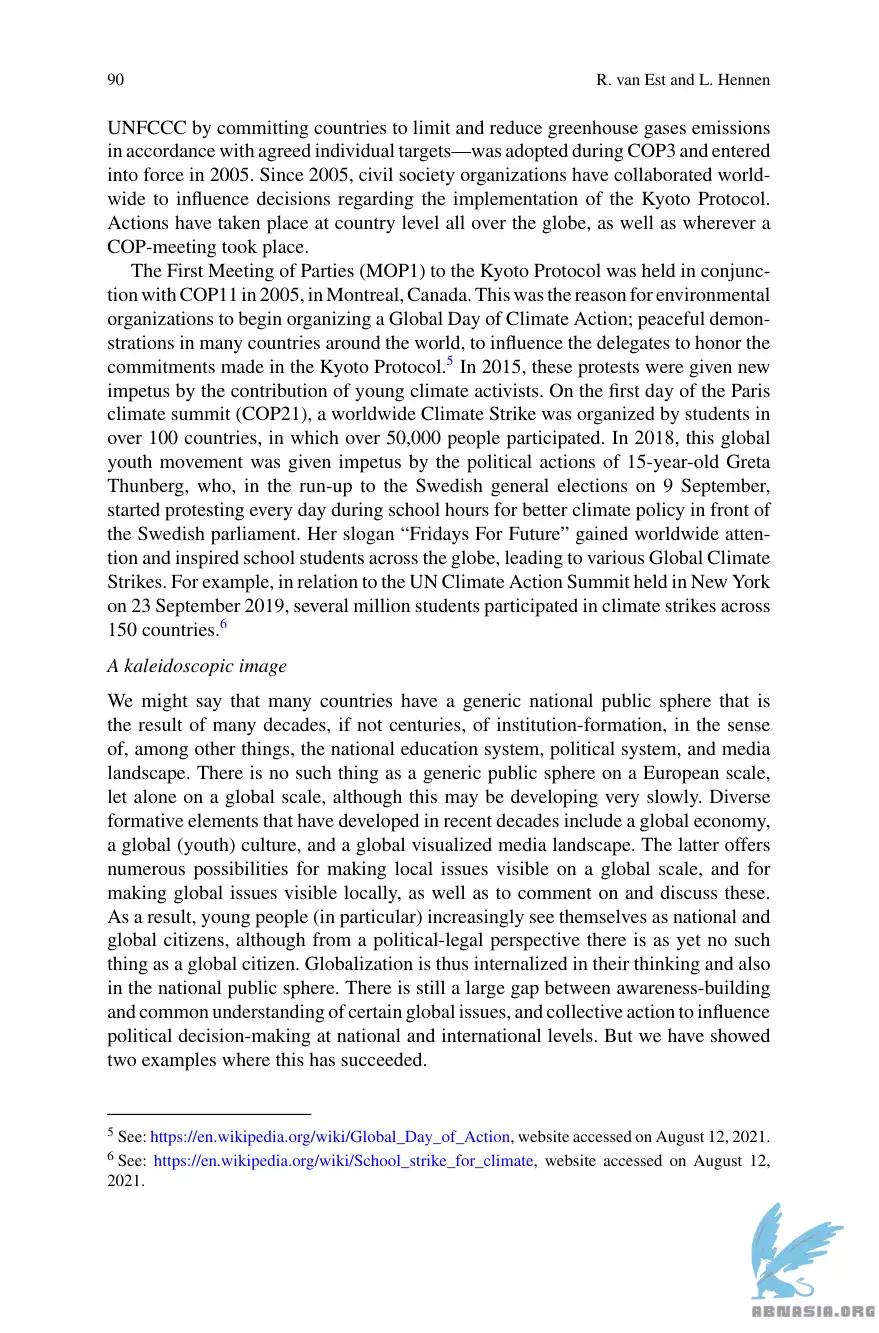 90 R. van Est and L. Hennen
UNFCCC by committing countries to limit and reduce greenhouse gases emissions
in accordance with agreed individual targets—was adopted during COP3 and entered
into force in 2005. Since 2005, civil society organizations have collaborated world-
wide to influence decisions regarding the implementation of the Kyoto Protocol.
Actions have taken place at country level all over the globe, as well as wherever a
COP-meeting took place.
The First Meeting of Parties (MOP1) to the Kyoto Protocol was held in conjunc-
tion with COP11 in 2005, in Montreal, Canada. This was the reason for environmental
organizations to begin organizing a Global Day of Climate Action; peaceful demon-
strations in many countries around the world, to influence the delegates to honor the
commitments made in the Kyoto Protocol.5 In 2015, these protests were given new
impetus by the contribution of young climate activists. On the first day of the Paris
climate summit (COP21), a worldwide Climate Strike was organized by students in
over 100 countries, in which over 50,000 people participated. In 2018, this global
youth movement was given impetus by the political actions of 15-year-old Greta
Thunberg, who, in the run-up to the Swedish general elections on 9 September,
started protesting every day during school hours for better climate policy in front of
the Swedish parliament. Her slogan “Fridays For Future” gained worldwide atten-
tion and inspired school students across the globe, leading to various Global Climate
Strikes. For example, in relation to the UN Climate Action Summit held in New York
on 23 September 2019, several million students participated in climate strikes across
150 countries.6
A kaleidoscopic image
We might say that many countries have a generic national public sphere that is
the result of many decades, if not centuries, of institution-formation, in the sense
of, among other things, the national education system, political system, and media
landscape. There is no such thing as a generic public sphere on a European scale,
let alone on a global scale, although this may be developing very slowly. Diverse
formative elements that have developed in recent decades include a global economy,
a global (youth) culture, and a global visualized media landscape. The latter offers
numerous possibilities for making local issues visible on a global scale, and for
making global issues visible locally, as well as to comment on and discuss these.
As a result, young people (in particular) increasingly see themselves as national and
global citizens, although from a political-legal perspective there is as yet no such
thing as a global citizen. Globalization is thus internalized in their thinking and also
in the national public sphere. There is still a large gap between awareness-building
and common understanding of certain global issues, and collective action to influence
political decision-making at national and international levels. But we have showed
two examples where this has succeeded.
5 See: https://en.wikipedia.org/wiki/Global_Day_of_Action, website accessed on August 12, 2021.
6 See: https://en.wikipedia.org/wiki/School_strike_for_climate, website accessed on August 12,
2021.
ABNASIA.ORG